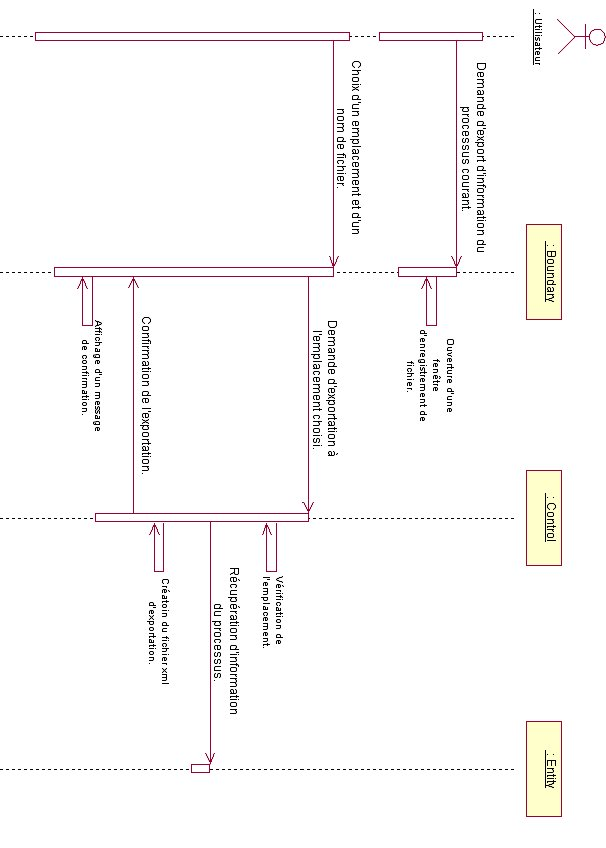 : Utilisateur
: Boundary
: Control
: Entity
Demande d'export d'information du
processus courant.
Ouverture d'une
fenêtre
d'enregistrement de
fichier.
Choix d'un emplacement et d'un
nom de fichier.
Demande d'exportation à
l'emplacement choisi.
Vérification de
l'emplacement.
Récupération d'information
du processus.
Créatoin du fichier xml
d'exportation.
Confirmation de l'exportation.
Affichage d'un message
de confirmation.